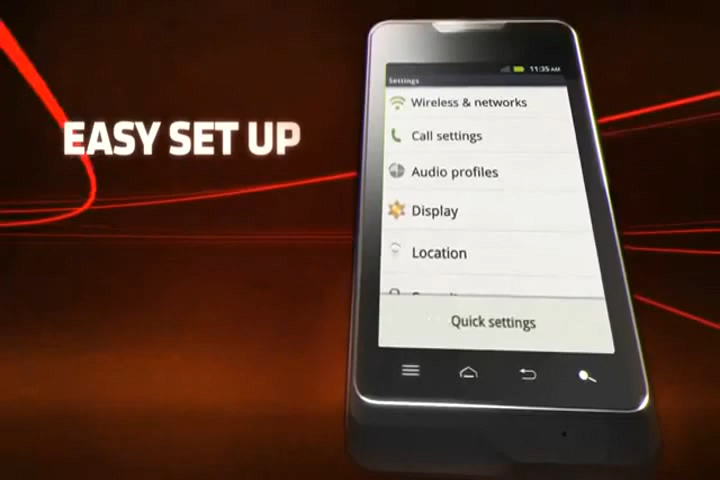 EASY SET UP
11:35 AM
Settings
Wireless & networks
Call settings
Audio profiles
Display
Location
Quick settings